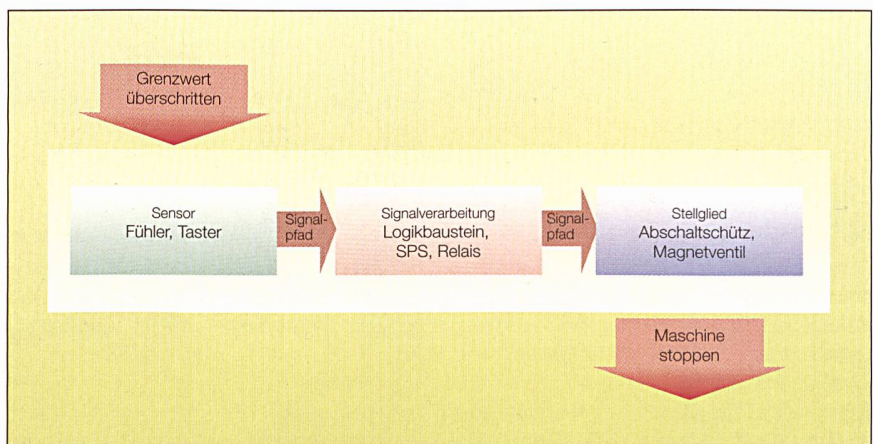 Grenzwert
überschritten
Sensor
Fühler, Taster
Signal-
pfad
Signalverarbeitung
Logikbaustein,
SPS, Relais
Signal-
pfad
Stellglied
Abschaltschütz,
Magnetventil
Maschine
stoppen